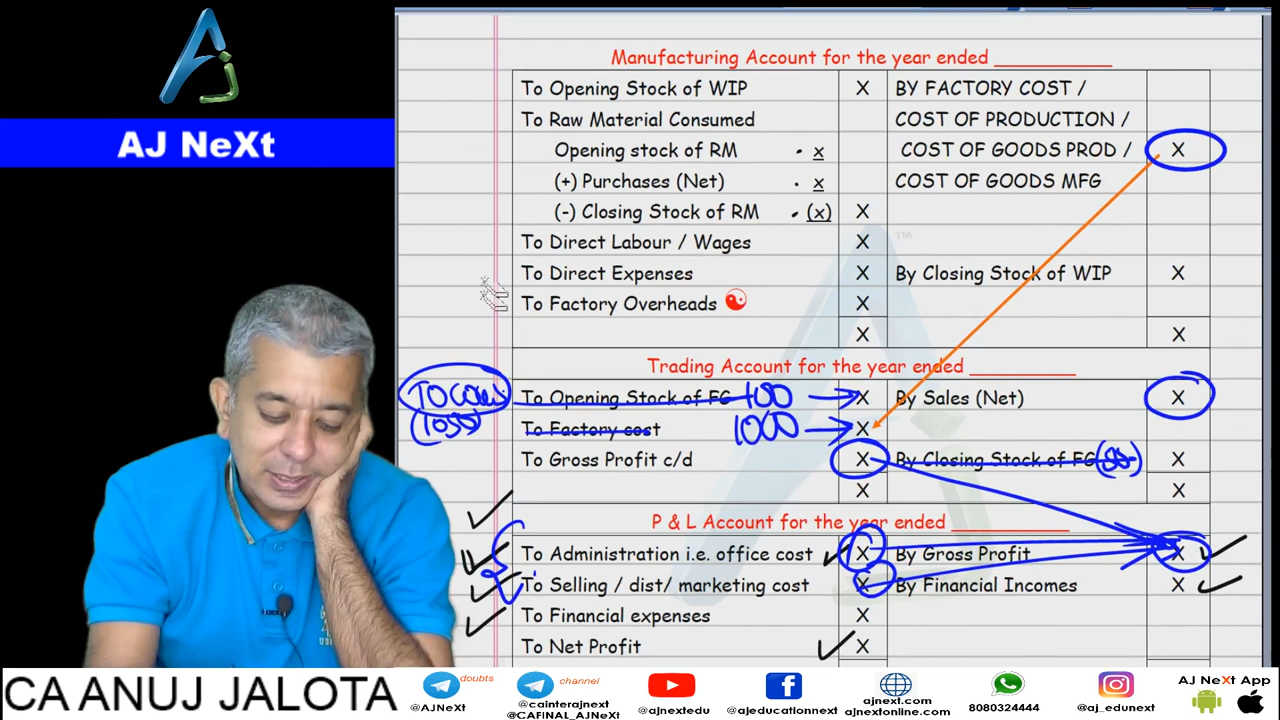 AJ NeXt
Manufacturing Account for the year ended __________
To Opening Stock of WIP X BY FACTORY COST /
To Raw Material Consumed COST OF PRODUCTION /
Opening stock of RM • x COST OF GOODS PROD / X
(+) Purchases (Net) • x COST OF GOODS MFG
(-) Closing Stock of RM • (x) X
To Direct Labour / Wages X
To Direct Expenses X By Closing Stock of WIP X
To Factory Overheads X
X X
Trading Account for the year ended __________
To Opening Stock of FG 100 X By Sales (Net) X
To Factory cost 1000 X
To Gross Profit c/d X By Closing Stock of FG X
X X
P & L Account for the year ended __________
To Administration i.e. office cost X By Gross Profit X
To Selling / dist/ marketing cost X By Financial Incomes X
To Financial expenses X
To Net Profit X
CA ANUJ JALOTA
doubts
@AJNeXt
channel
@cainterajnext
@CAFINAL_AJNeXt
@ajnextedu
@ajeducationnext
ajnext.com
ajnextonline.com
8080324444
@aj_edunext
AJ NeXt App